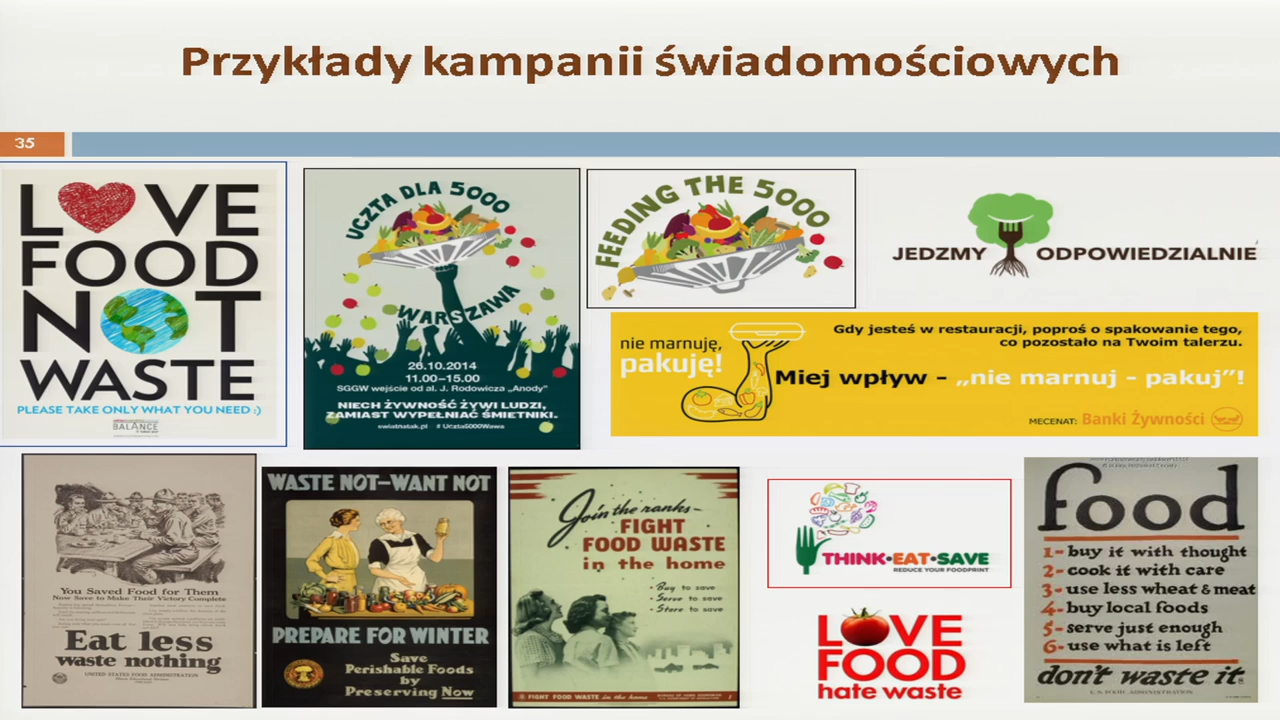 Przykłady kampanii świadomościowych
35
LOVE
FOOD
NOT
WASTE
PLEASE TAKE ONLY WHAT YOU NEED :)
BALANCE
UCZTA DLA 5000
WARSZAWA
26.10.2014
11.00–15.00
SGGW wejście od al. J. Rodowicza „Anody”
NIECH ŻYWNOŚĆ ŻYWI LUDZI,
ZAMIAST WYPEŁNIAĆ ŚMIETNIKI.
swiatnatak.pl # Uczta5000Wawa
FEEDING THE 5000
JEDZMY ODPOWIEDZIALNIE
nie marnuję,
pakuję!
Gdy jesteś w restauracji, poproś o spakowanie tego,
co pozostało na Twoim talerzu.
Miej wpływ - „nie marnuj - pakuj”!
MECENAT: Banki Żywności
You Saved Food for Them
Now Save to Make Their Victory Complete
Eat less
waste nothing
UNITED STATES FOOD ADMINISTRATION
WASTE NOT–WANT NOT
PREPARE FOR WINTER
Save
Perishable Foods
by
Preserving Now
Join the ranks–
FIGHT
FOOD WASTE
in the home
• Buy to save
• Serve to save
• Store to save
FIGHT FOOD WASTE in the home
THINK•EAT•SAVE
REDUCE YOUR FOODPRINT
LOVE
FOOD
hate waste
food
1- buy it with thought
2- cook it with care
3- use less wheat & meat
4- buy local foods
5- serve just enough
6- use what is left
don't waste it
U.S. FOOD ADMINISTRATION